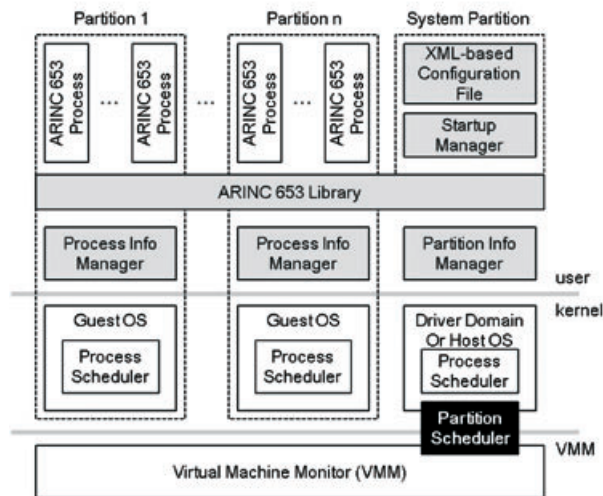 Partition 1
Partition n
System Partition
ARINC 653
Process
...
ARINC 653
Process
...
ARINC 653
Process
...
ARINC 653
Process
XML-based
Configuration
File
Startup
Manager
ARINC 653 Library
Process Info
Manager
Process Info
Manager
Partition Info
Manager
user
kernel
Guest OS
Process
Scheduler
Guest OS
Process
Scheduler
Driver Domain
Or Host OS
Process
Scheduler
Partition
Scheduler
VMM
Virtual Machine Monitor (VMM)